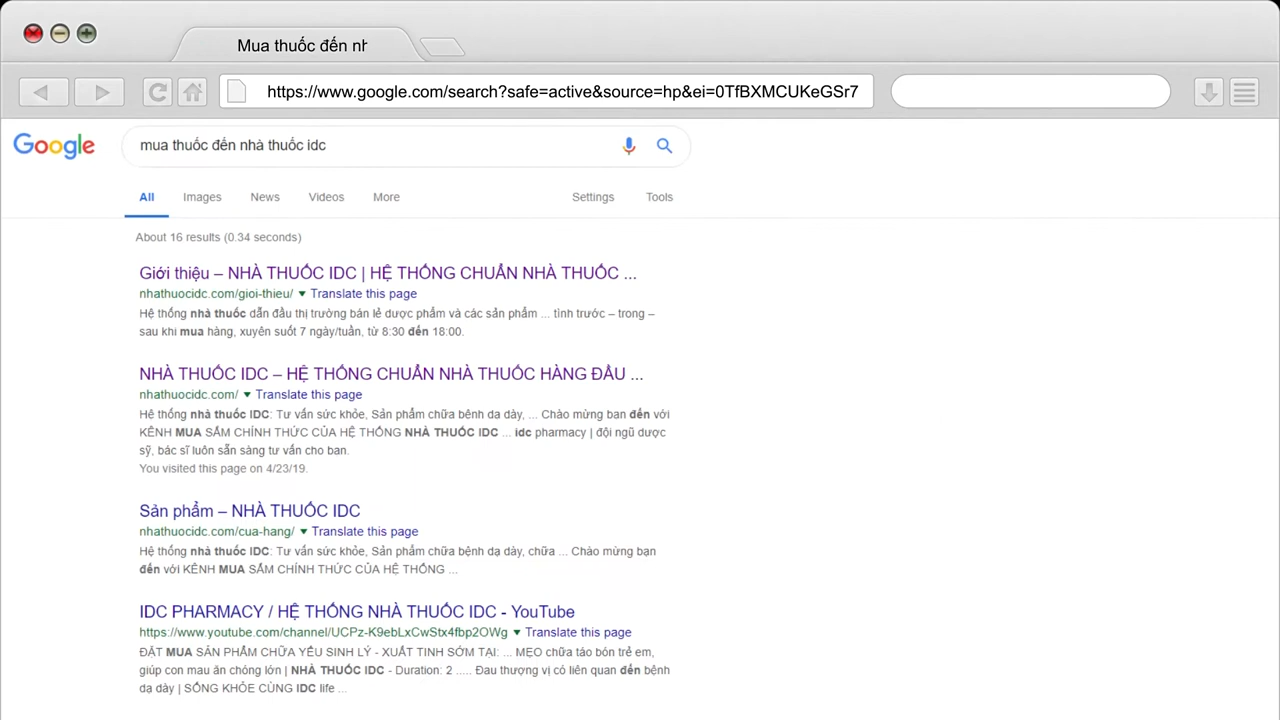 Mua thuốc đến nh
https://www.google.com/search?safe=active&source=hp&ei=0TfBXMCUKeGSr7
Google
mua thuốc đến nhà thuốc idc
All Images News Videos More Settings Tools
About 16 results (0.34 seconds)
Giới thiệu – NHÀ THUỐC IDC | HỆ THỐNG CHUẨN NHÀ THUỐC ...
nhathuocidc.com/gioi-thieu/ ▼ Translate this page
Hệ thống nhà thuốc dẫn đầu thị trường bán lẻ dược phẩm và các sản phẩm ... tình trước – trong –
sau khi mua hàng, xuyên suốt 7 ngày/tuần, từ 8:30 đến 18:00.
NHÀ THUỐC IDC – HỆ THỐNG CHUẨN NHÀ THUỐC HÀNG ĐẦU ...
nhathuocidc.com/ ▼ Translate this page
Hệ thống nhà thuốc IDC: Tư vấn sức khỏe, Sản phẩm chữa bệnh dạ dày, ... Chào mừng bạn đến với
KÊNH MUA SẮM CHÍNH THỨC CỦA HỆ THỐNG NHÀ THUỐC IDC ... idc pharmacy | đội ngũ dược
sỹ, bác sĩ luôn sẵn sàng tư vấn cho bạn.
You visited this page on 4/23/19.
Sản phẩm – NHÀ THUỐC IDC
nhathuocidc.com/cua-hang/ ▼ Translate this page
Hệ thống nhà thuốc IDC: Tư vấn sức khỏe, Sản phẩm chữa bệnh dạ dày, chữa ... Chào mừng bạn
đến với KÊNH MUA SẮM CHÍNH THỨC CỦA HỆ THỐNG ...
IDC PHARMACY / HỆ THỐNG NHÀ THUỐC IDC - YouTube
https://www.youtube.com/channel/UCPz-K9ebLxCwStx4fbp2OWg ▼ Translate this page
ĐẶT MUA SẢN PHẨM CHỮA YẾU SINH LÝ - XUẤT TINH SỚM TẠI: ... MẸO chữa táo bón trẻ em,
giúp con mau ăn chóng lớn | NHÀ THUỐC IDC - Duration: 2 ..... Đau thượng vị có liên quan đến bệnh
dạ dày | SỐNG KHỎE CÙNG IDC life ...